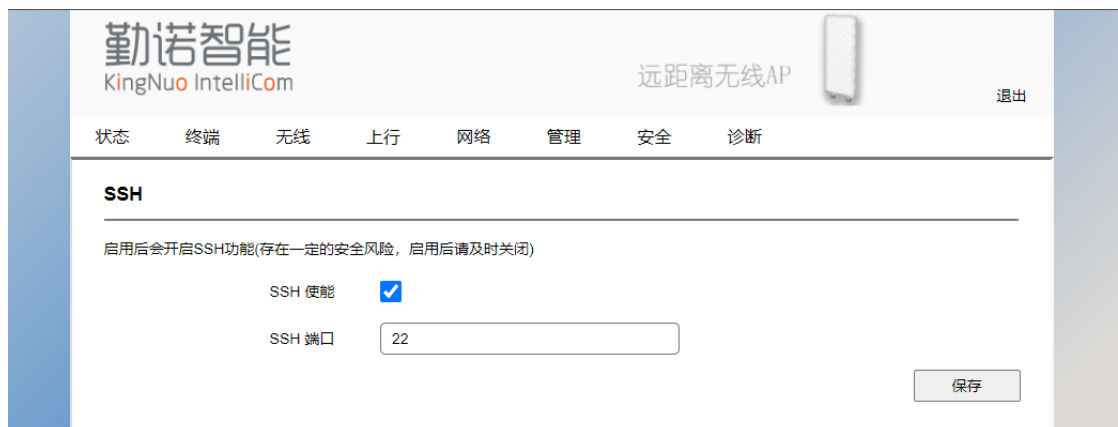 勤诺智能
KingNuo IntelliCom
远距离无线AP
退出
状态 终端 无线 上行 网络 管理 安全 诊断
SSH
启用后会开启SSH功能(存在一定的安全风险，启用后请及时关闭)
SSH 使能
SSH 端口 22
保存